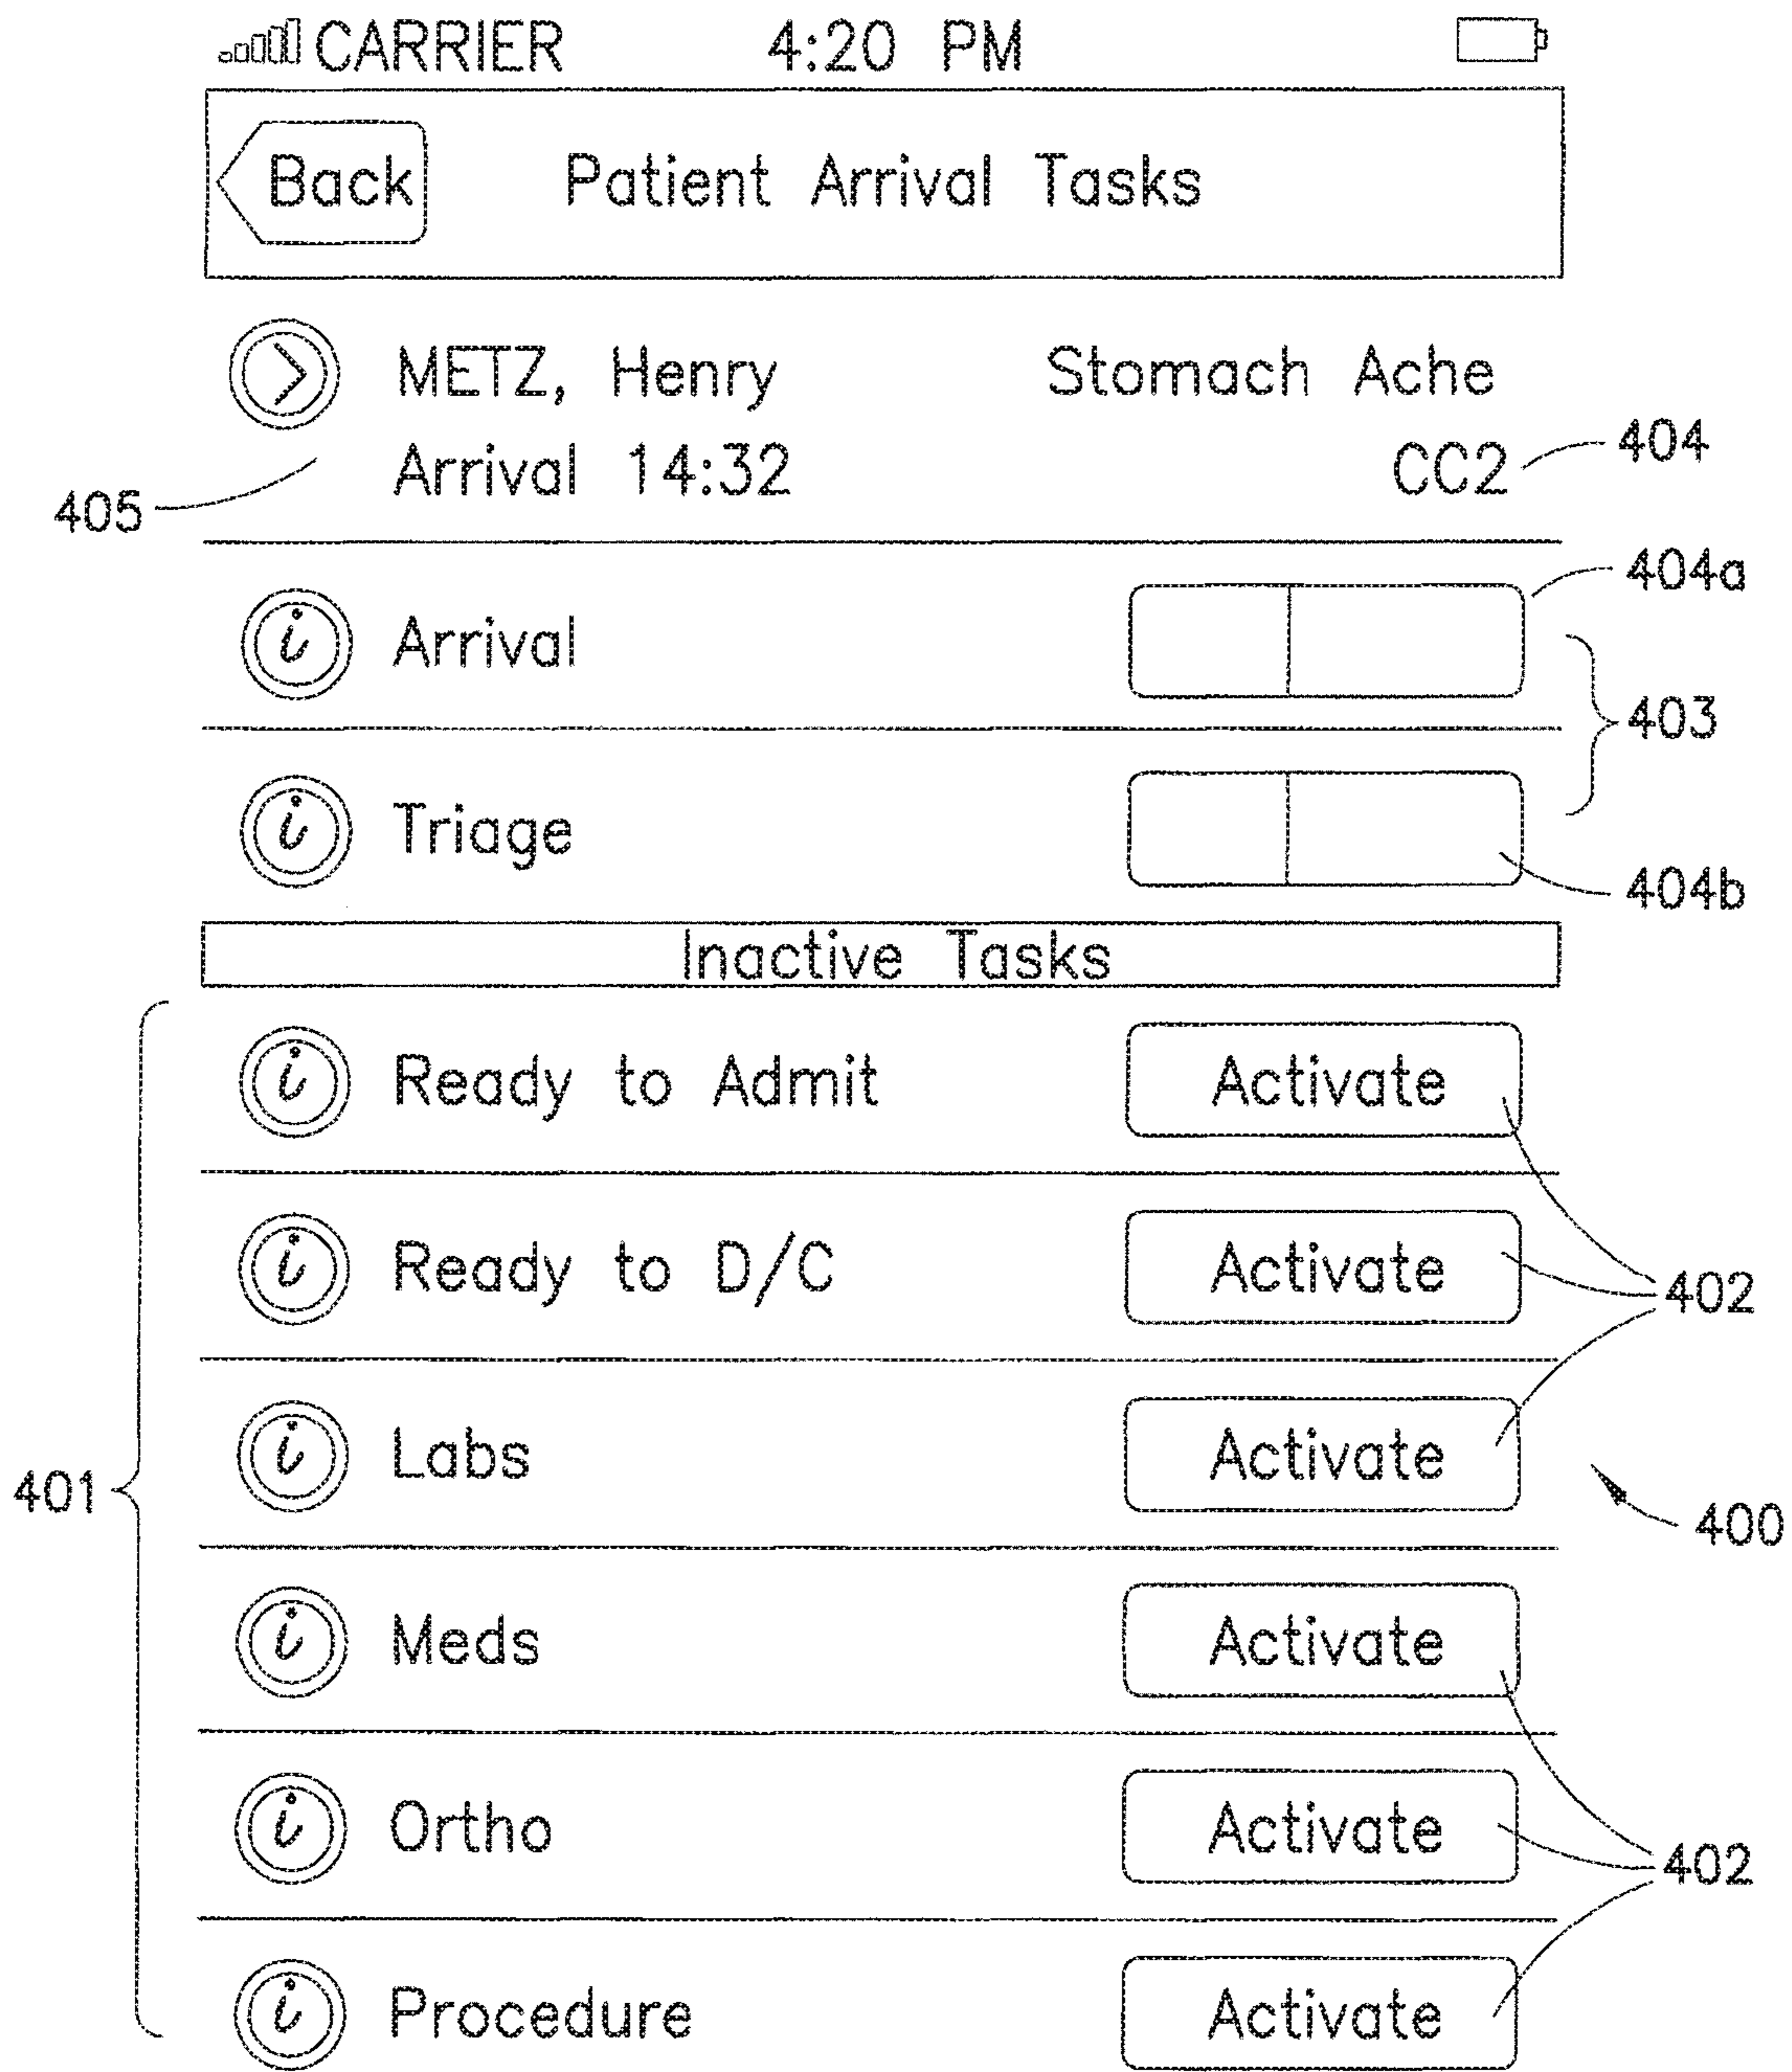 CARRIER 4:20 PM
Back Patient Arrival Tasks
METZ, Henry Stomach Ache
Arrival 14:32 CC2 404
405
404a
i Arrival
403
i Triage
404b
Inactive Tasks
i Ready to Admit Activate
i Ready to D/C Activate
402
i Labs Activate
401
400
i Meds Activate
i Ortho Activate
402
i Procedure Activate